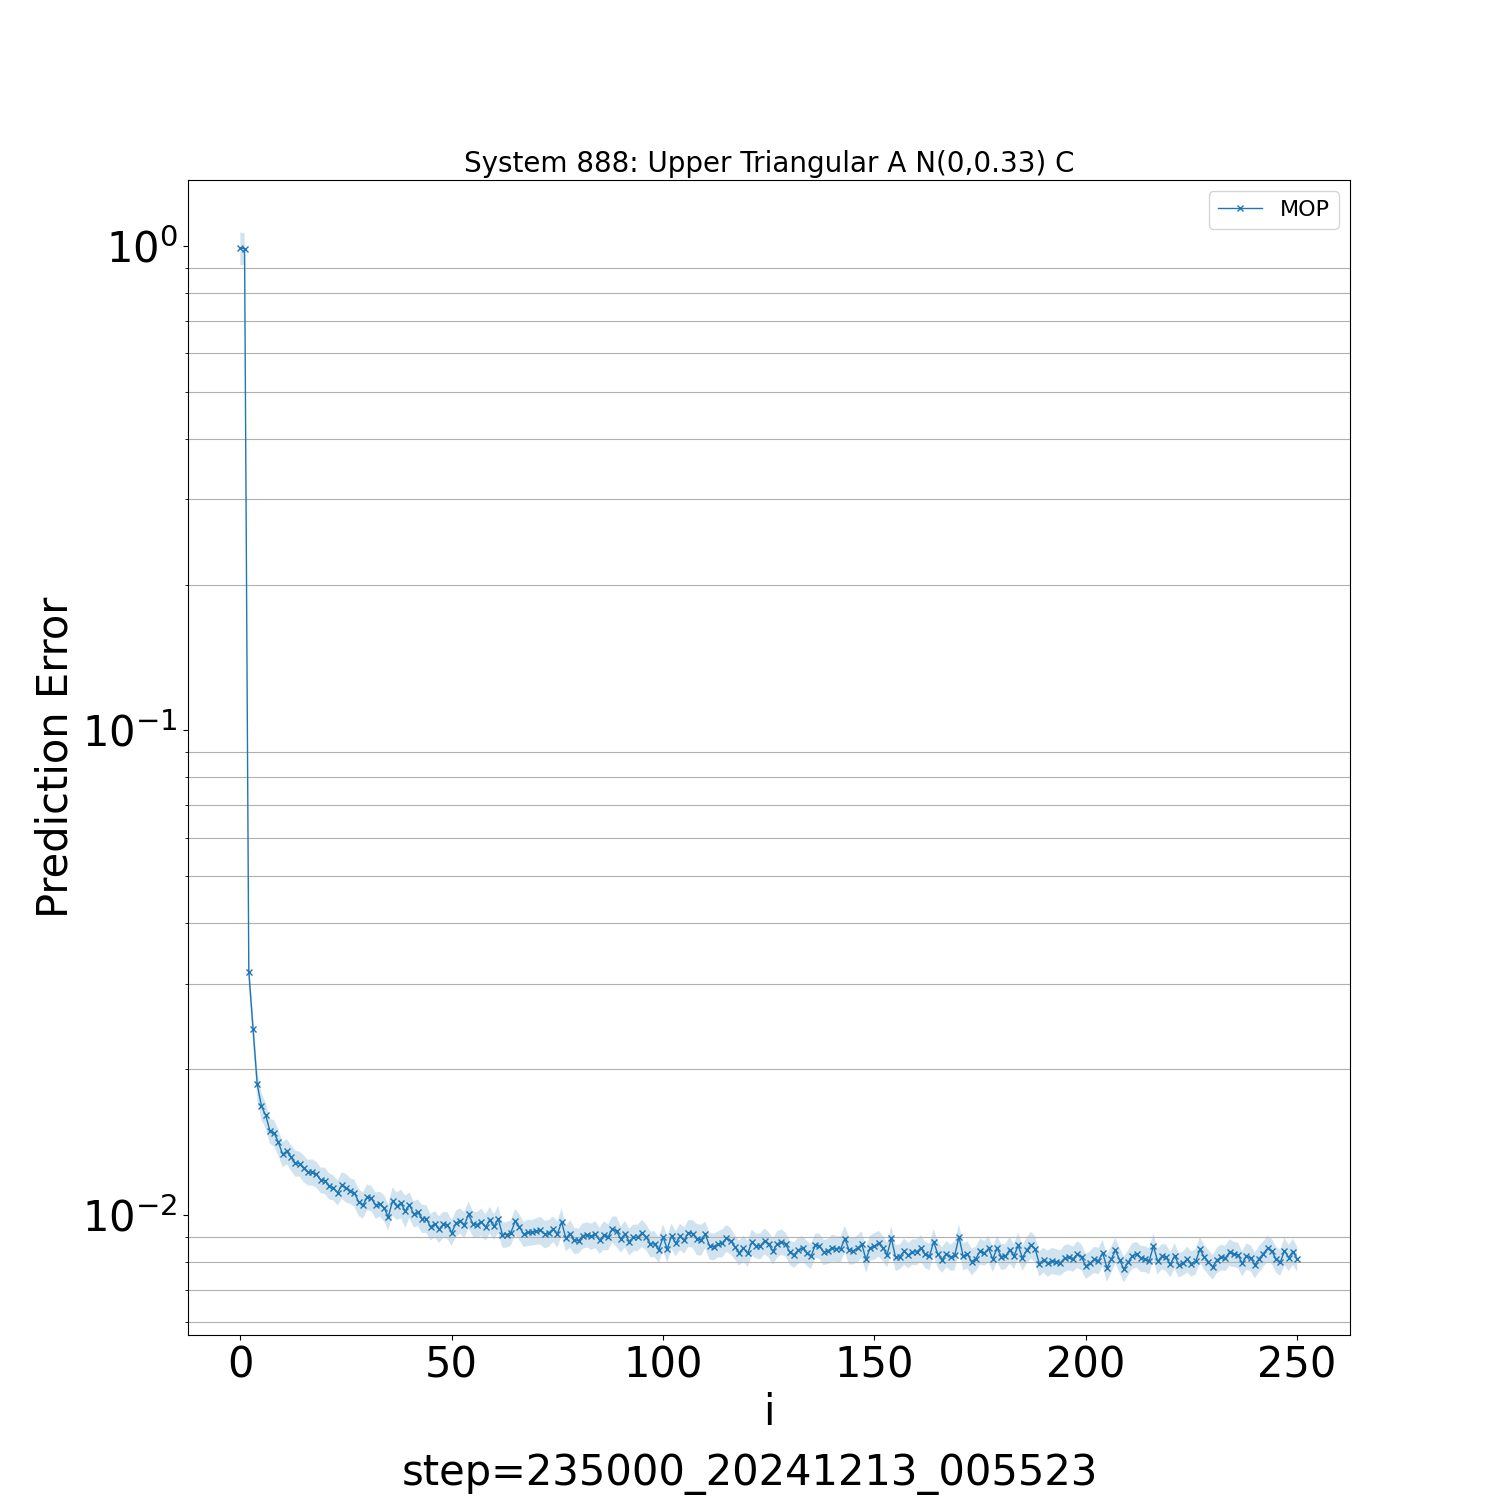 System 888: Upper Triangular A N(0,0.33) C
MOP
10⁰
10⁻¹
10⁻²
Prediction Error
0 50 100 150 200 250
i
step=235000_20241213_005523